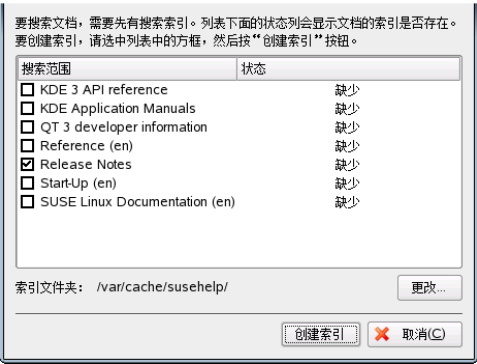 要搜索文档，需要先有搜索索引。列表下面的状态列会显示文档的索引是否存在。
要创建索引，请选中列表中的方框，然后按“创建索引”按钮。
搜索范围 状态
KDE 3 API reference 缺少
KDE Application Manuals 缺少
QT 3 developer information 缺少
Reference (en) 缺少
Release Notes 缺少
Start-Up (en) 缺少
SUSE Linux Documentation (en) 缺少
索引文件夹： /var/cache/susehelp/ 更改...
创建索引 取消(C)